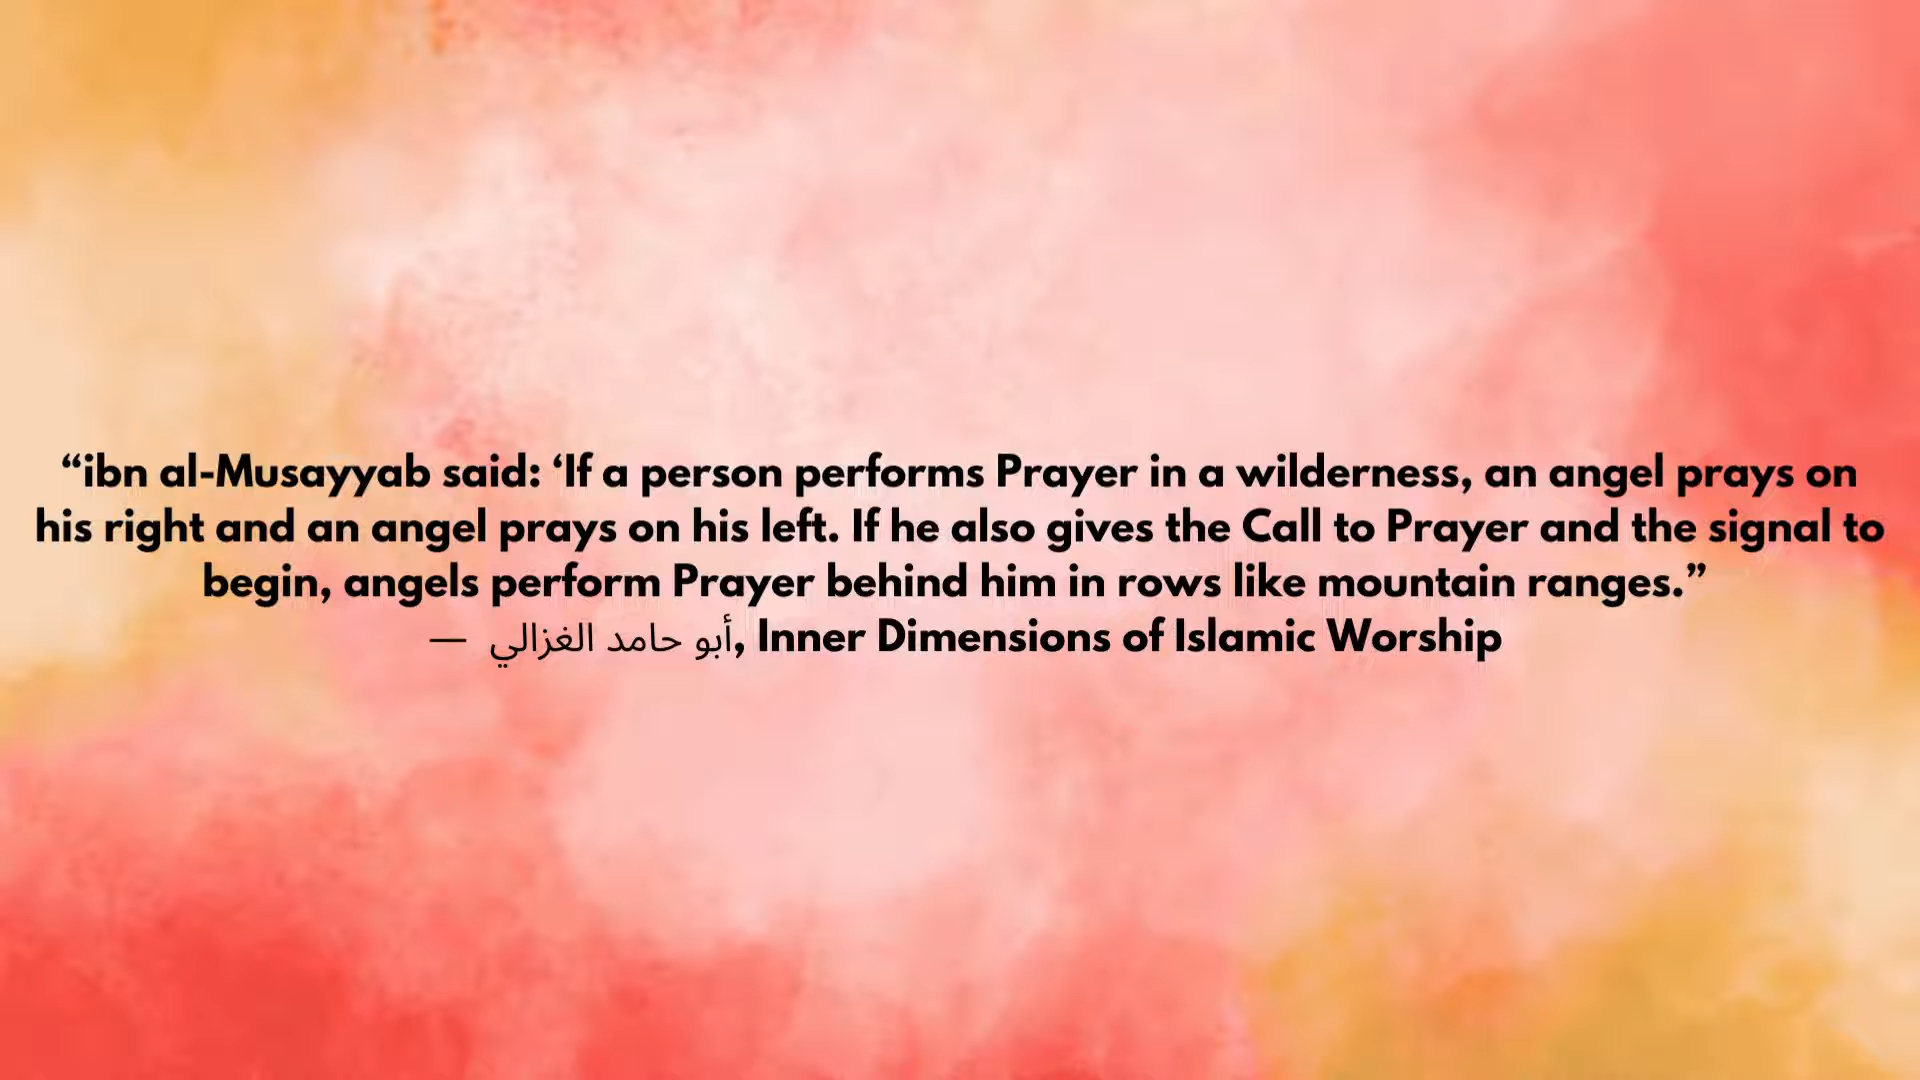 “ibn al-Musayyab said: ‘If a person performs Prayer in a wilderness, an angel prays on
his right and an angel prays on his left. If he also gives the Call to Prayer and the signal to
begin, angels perform Prayer behind him in rows like mountain ranges.”
— أبو حامد الغزالي, Inner Dimensions of Islamic Worship